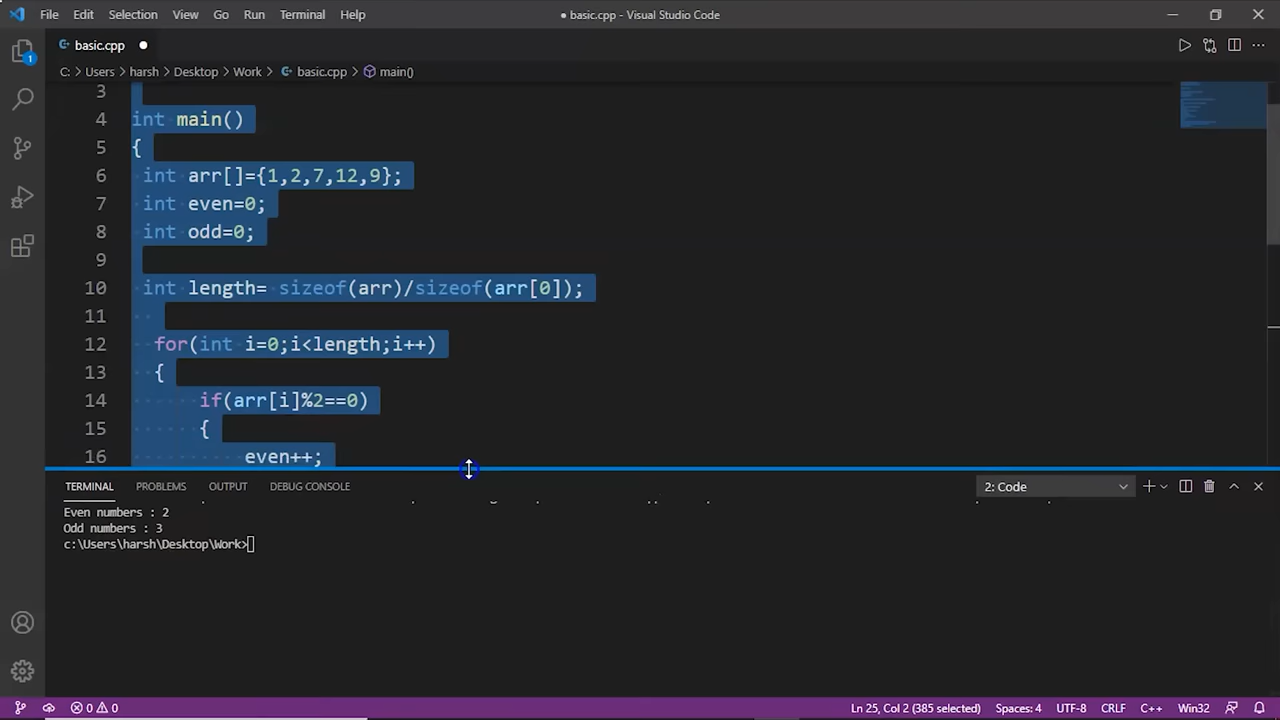 File Edit Selection View Go Run Terminal Help
● basic.cpp - Visual Studio Code
basic.cpp
C: > Users > harsh > Desktop > Work > basic.cpp > main()
3
4 int main()
5 {
6 int arr[]={1,2,7,12,9};
7 int even=0;
8 int odd=0;
9
10 int length= sizeof(arr)/sizeof(arr[0]);
11
12 for(int i=0;i<length;i++)
13 {
14 if(arr[i]%2==0)
15 {
16 even++;
1
TERMINAL PROBLEMS OUTPUT DEBUG CONSOLE 2: Code
Even numbers : 2
Odd numbers : 3
c:\Users\harsh\Desktop\Work>
0 0 Ln 25, Col 2 (385 selected) Spaces: 4 UTF-8 CRLF C++ Win32